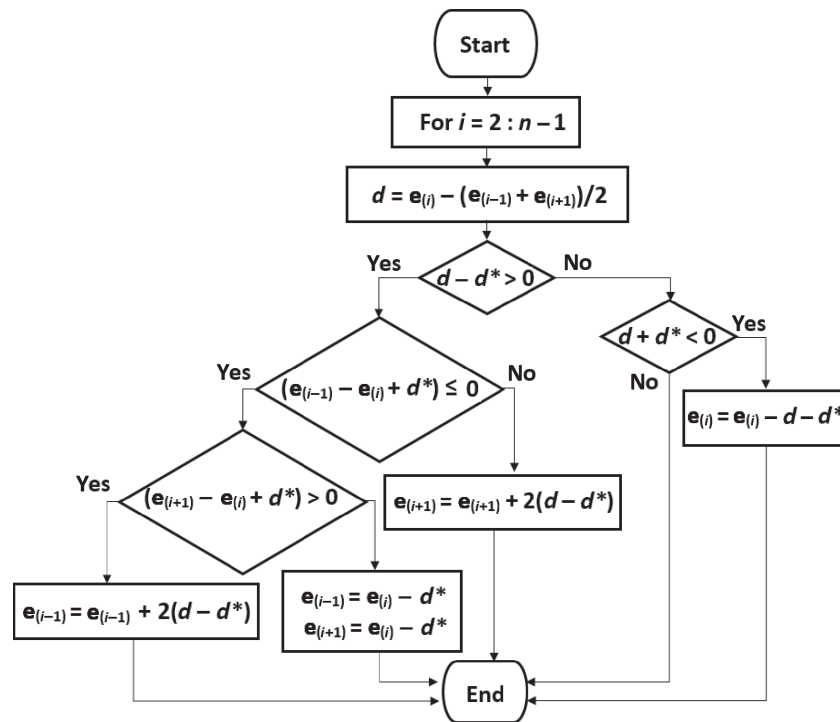 Start
For i = 2 : n – 1
d = e(i) – (e(i–1) + e(i+1))/2
Yes
No
d – d* > 0
d + d* < 0
Yes
No
Yes
(e(i–1) – e(i) + d*) ≤ 0
No
e(i) = e(i) – d – d*
Yes
(e(i+1) – e(i) + d*) > 0
e(i+1) = e(i+1) + 2(d – d*)
e(i–1) = e(i–1) + 2(d – d*)
e(i–1) = e(i) – d*
e(i+1) = e(i) – d*
End